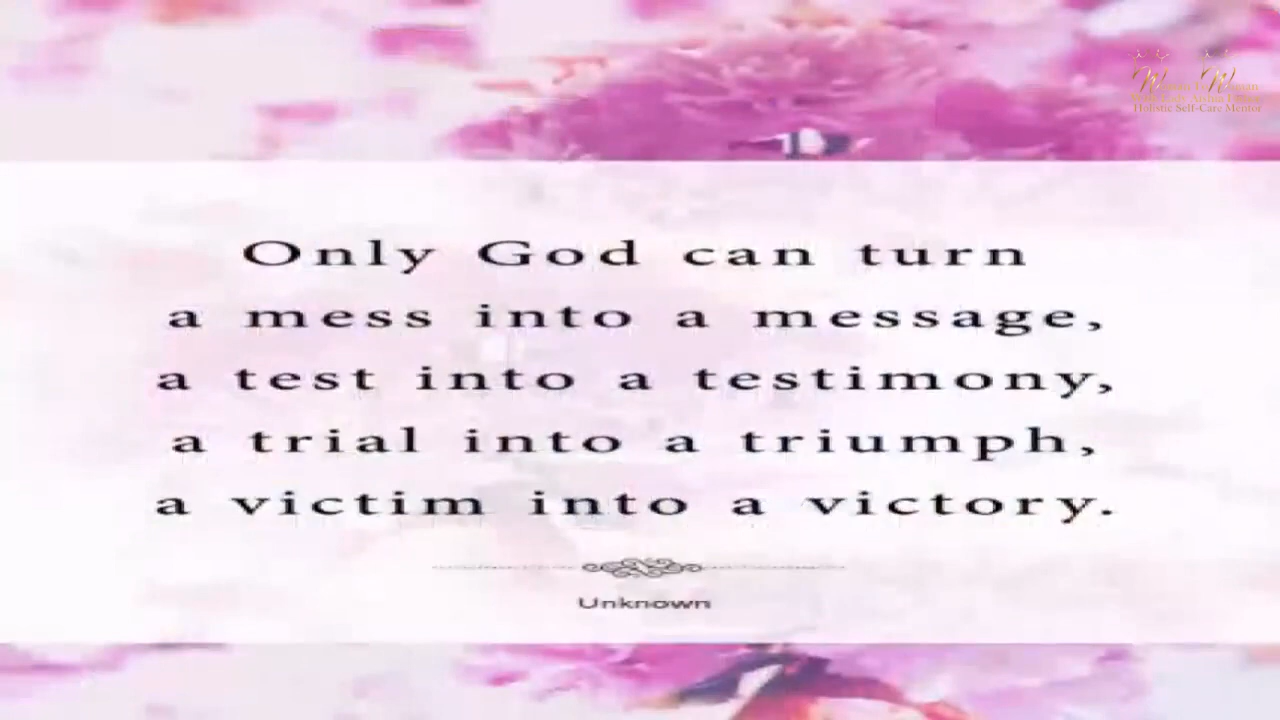 Holistic Self-Care Mentor
Only God can turn
a mess into a message,
a test into a testimony,
a trial into a triumph,
a victim into a victory.
Unknown